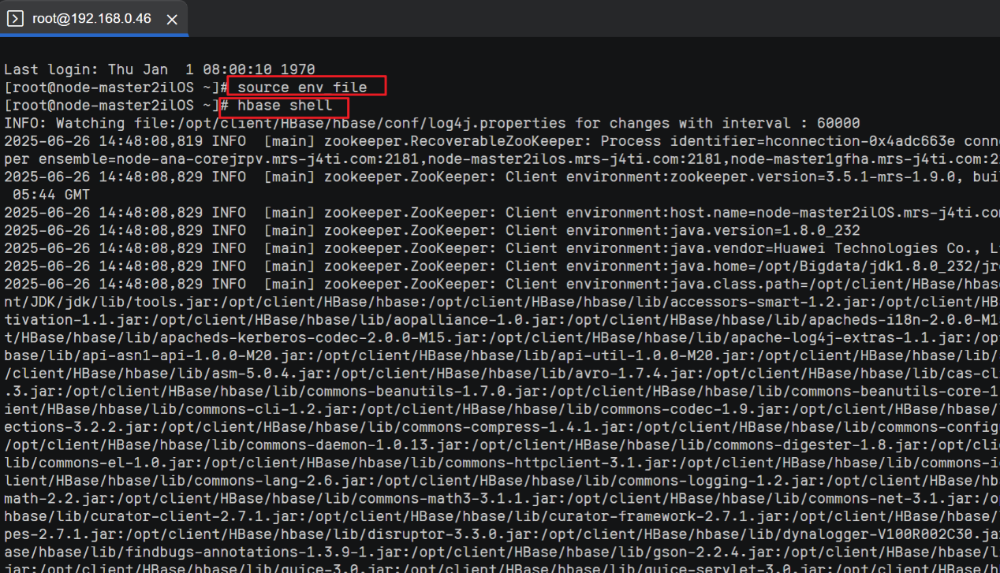 root@192.168.0.46
Last login: Thu Jan  1 08:00:10 1970
[root@node-master2ilOS ~]# source env_file
[root@node-master2ilOS ~]# hbase shell
INFO: Watching file:/opt/client/HBase/hbase/conf/log4j.properties for changes with interval : 60000
2025-06-26 14:48:08,819 INFO  [main] zookeeper.RecoverableZooKeeper: Process identifier=hconnection-0x4adc663e conn
per ensemble=node-ana-corejrpv.mrs-j4ti.com:2181,node-master2ilos.mrs-j4ti.com:2181,node-master1gfha.mrs-j4ti.com:2
2025-06-26 14:48:08,829 INFO  [main] zookeeper.ZooKeeper: Client environment:zookeeper.version=3.5.1-mrs-1.9.0, bui
 05:44 GMT
2025-06-26 14:48:08,829 INFO  [main] zookeeper.ZooKeeper: Client environment:host.name=node-master2ilOS.mrs-j4ti.co
2025-06-26 14:48:08,829 INFO  [main] zookeeper.ZooKeeper: Client environment:java.version=1.8.0_232
2025-06-26 14:48:08,829 INFO  [main] zookeeper.ZooKeeper: Client environment:java.vendor=Huawei Technologies Co., L
2025-06-26 14:48:08,829 INFO  [main] zookeeper.ZooKeeper: Client environment:java.home=/opt/Bigdata/jdk1.8.0_232/jr
2025-06-26 14:48:08,829 INFO  [main] zookeeper.ZooKeeper: Client environment:java.class.path=/opt/client/HBase/hbas
nt/JDK/jdk/lib/tools.jar:/opt/client/HBase/hbase:/opt/client/HBase/hbase/lib/accessors-smart-1.2.jar:/opt/client/HB
tivation-1.1.jar:/opt/client/HBase/hbase/lib/aopalliance-1.0.jar:/opt/client/HBase/hbase/lib/apacheds-i18n-2.0.0-M1
t/HBase/hbase/lib/apacheds-kerberos-codec-2.0.0-M15.jar:/opt/client/HBase/hbase/lib/apache-log4j-extras-1.1.jar:/op
base/lib/api-asn1-api-1.0.0-M20.jar:/opt/client/HBase/hbase/lib/api-util-1.0.0-M20.jar:/opt/client/HBase/hbase/lib/
/client/HBase/hbase/lib/asm-5.0.4.jar:/opt/client/HBase/hbase/lib/avro-1.7.4.jar:/opt/client/HBase/hbase/lib/cas-cl
.3.jar:/opt/client/HBase/hbase/lib/commons-beanutils-1.7.0.jar:/opt/client/HBase/hbase/lib/commons-beanutils-core-1
ient/HBase/hbase/lib/commons-cli-1.2.jar:/opt/client/HBase/hbase/lib/commons-codec-1.9.jar:/opt/client/HBase/hbase/
ections-3.2.2.jar:/opt/client/HBase/hbase/lib/commons-compress-1.4.1.jar:/opt/client/HBase/hbase/lib/commons-config
/opt/client/HBase/hbase/lib/commons-daemon-1.0.13.jar:/opt/client/HBase/hbase/lib/commons-digester-1.8.jar:/opt/cli
lib/commons-el-1.0.jar:/opt/client/HBase/hbase/lib/commons-httpclient-3.1.jar:/opt/client/HBase/hbase/lib/commons-i
lient/HBase/hbase/lib/commons-lang-2.6.jar:/opt/client/HBase/hbase/lib/commons-logging-1.2.jar:/opt/client/HBase/hb
math-2.2.jar:/opt/client/HBase/hbase/lib/commons-math3-3.1.1.jar:/opt/client/HBase/hbase/lib/commons-net-3.1.jar:/o
hbase/lib/curator-client-2.7.1.jar:/opt/client/HBase/hbase/lib/curator-framework-2.7.1.jar:/opt/client/HBase/hbase/
pes-2.7.1.jar:/opt/client/HBase/hbase/lib/disruptor-3.3.0.jar:/opt/client/HBase/hbase/lib/dynalogger-V100R002C30.ja
ase/hbase/lib/findbugs-annotations-1.3.9-1.jar:/opt/client/HBase/hbase/lib/gson-2.2.4.jar:/opt/client/HBase/hbase/l
jar:/opt/client/HBase/hbase/lib/guice-3.0.jar:/opt/client/HBase/hbase/lib/guice-servlet-3.0.jar:/opt/client/HBase/h